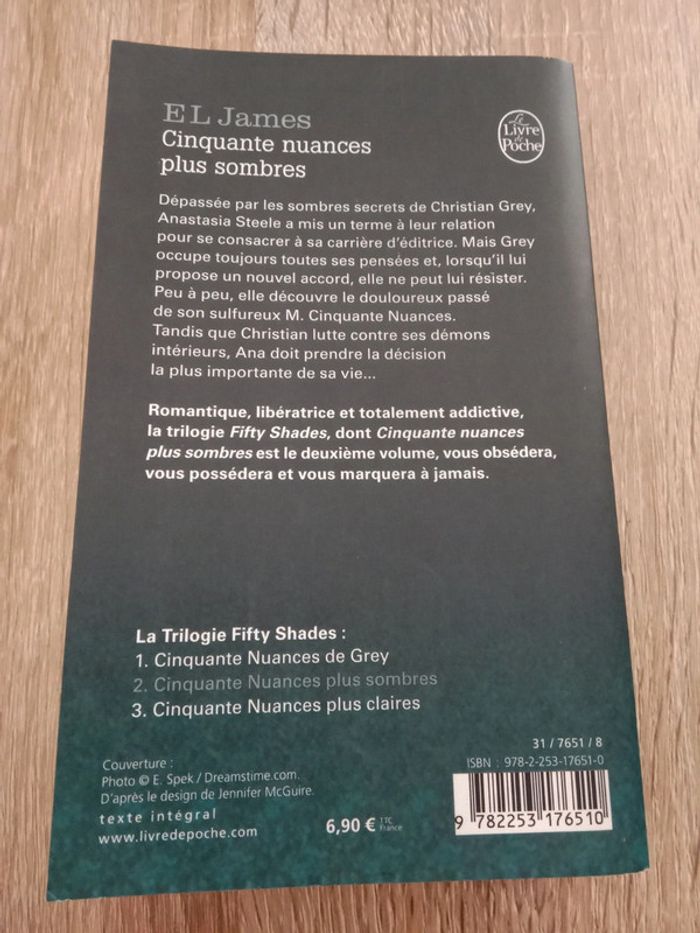 E L James
Cinquante nuances
plus sombres
Le
Livre
de
Poche
Dépassée par les sombres secrets de Christian Grey,
Anastasia Steele a mis un terme à leur relation
pour se consacrer à sa carrière d'éditrice. Mais Grey
occupe toujours toutes ses pensées et, lorsqu'il lui
propose un nouvel accord, elle ne peut lui résister.
Peu à peu, elle découvre le douloureux passé
de son sulfureux M. Cinquante Nuances.
Tandis que Christian lutte contre ses démons
intérieurs, Ana doit prendre la décision
la plus importante de sa vie...
Romantique, libératrice et totalement addictive,
la trilogie Fifty Shades, dont Cinquante nuances
plus sombres est le deuxième volume, vous obsédera,
vous possédera et vous marquera à jamais.
La Trilogie Fifty Shades :
1. Cinquante Nuances de Grey
2. Cinquante Nuances plus sombres
3. Cinquante Nuances plus claires
31 / 7651 / 8
ISBN : 978-2-253-17651-0
Couverture :
Photo © E. Spek / Dreamstime.com.
D'après le design de Jennifer McGuire.
texte intégral
www.livredepoche.com
6,90 € TTC
France
9 782253 176510